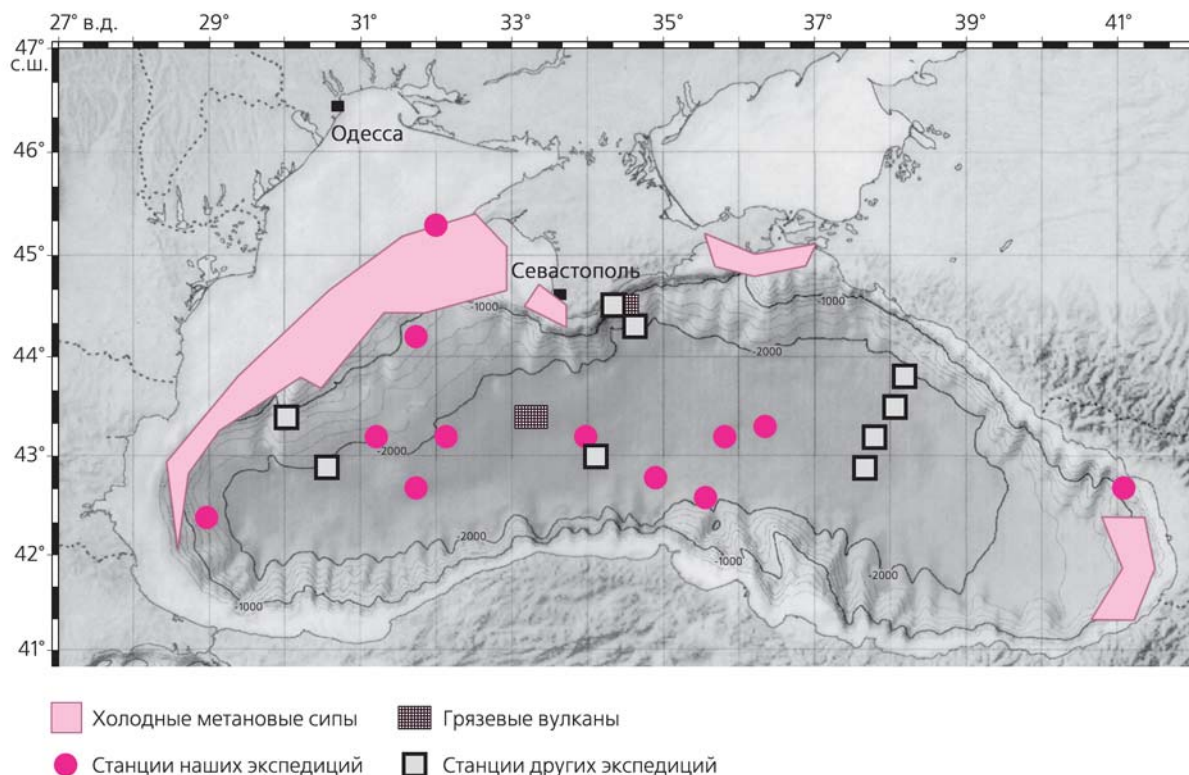 27° в.д. 29° 31° 33° 35° 37° 39° 41°
47°
с.ш.
Одесса
46°
45°
Севастополь
-1000
-1000
44°
-2000
43°
-2000
42°
-2000
-1000
-2000
-1000
41°
Холодные метановые сипы
Грязевые вулканы
Станции наших экспедиций
Станции других экспедиций